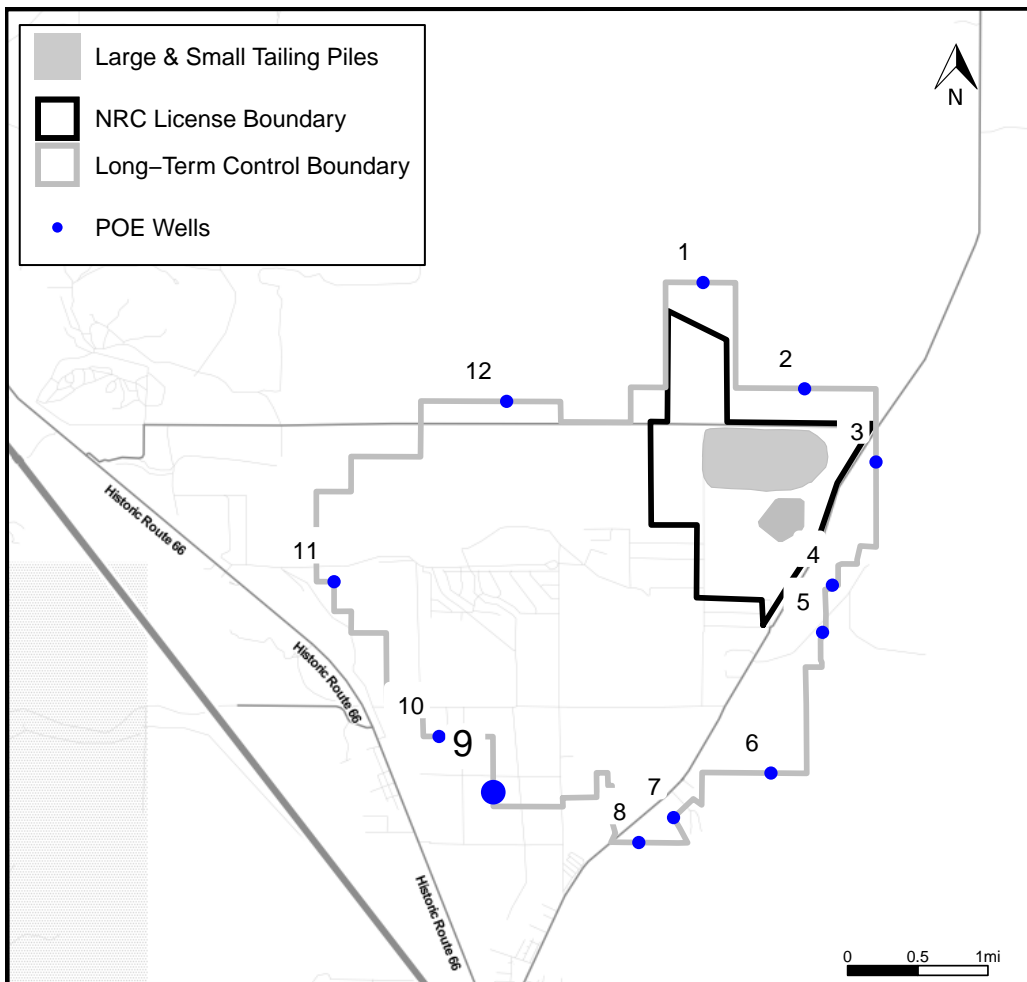 Large & Small Tailing Piles
NRC License Boundary
Long−Term Control Boundary
POE Wells
N
1
2
12
3
Historic Route 66
11
4
5
Historic Route 66
10
9
6
7
8
Historic Route 66
0 0.5 1mi